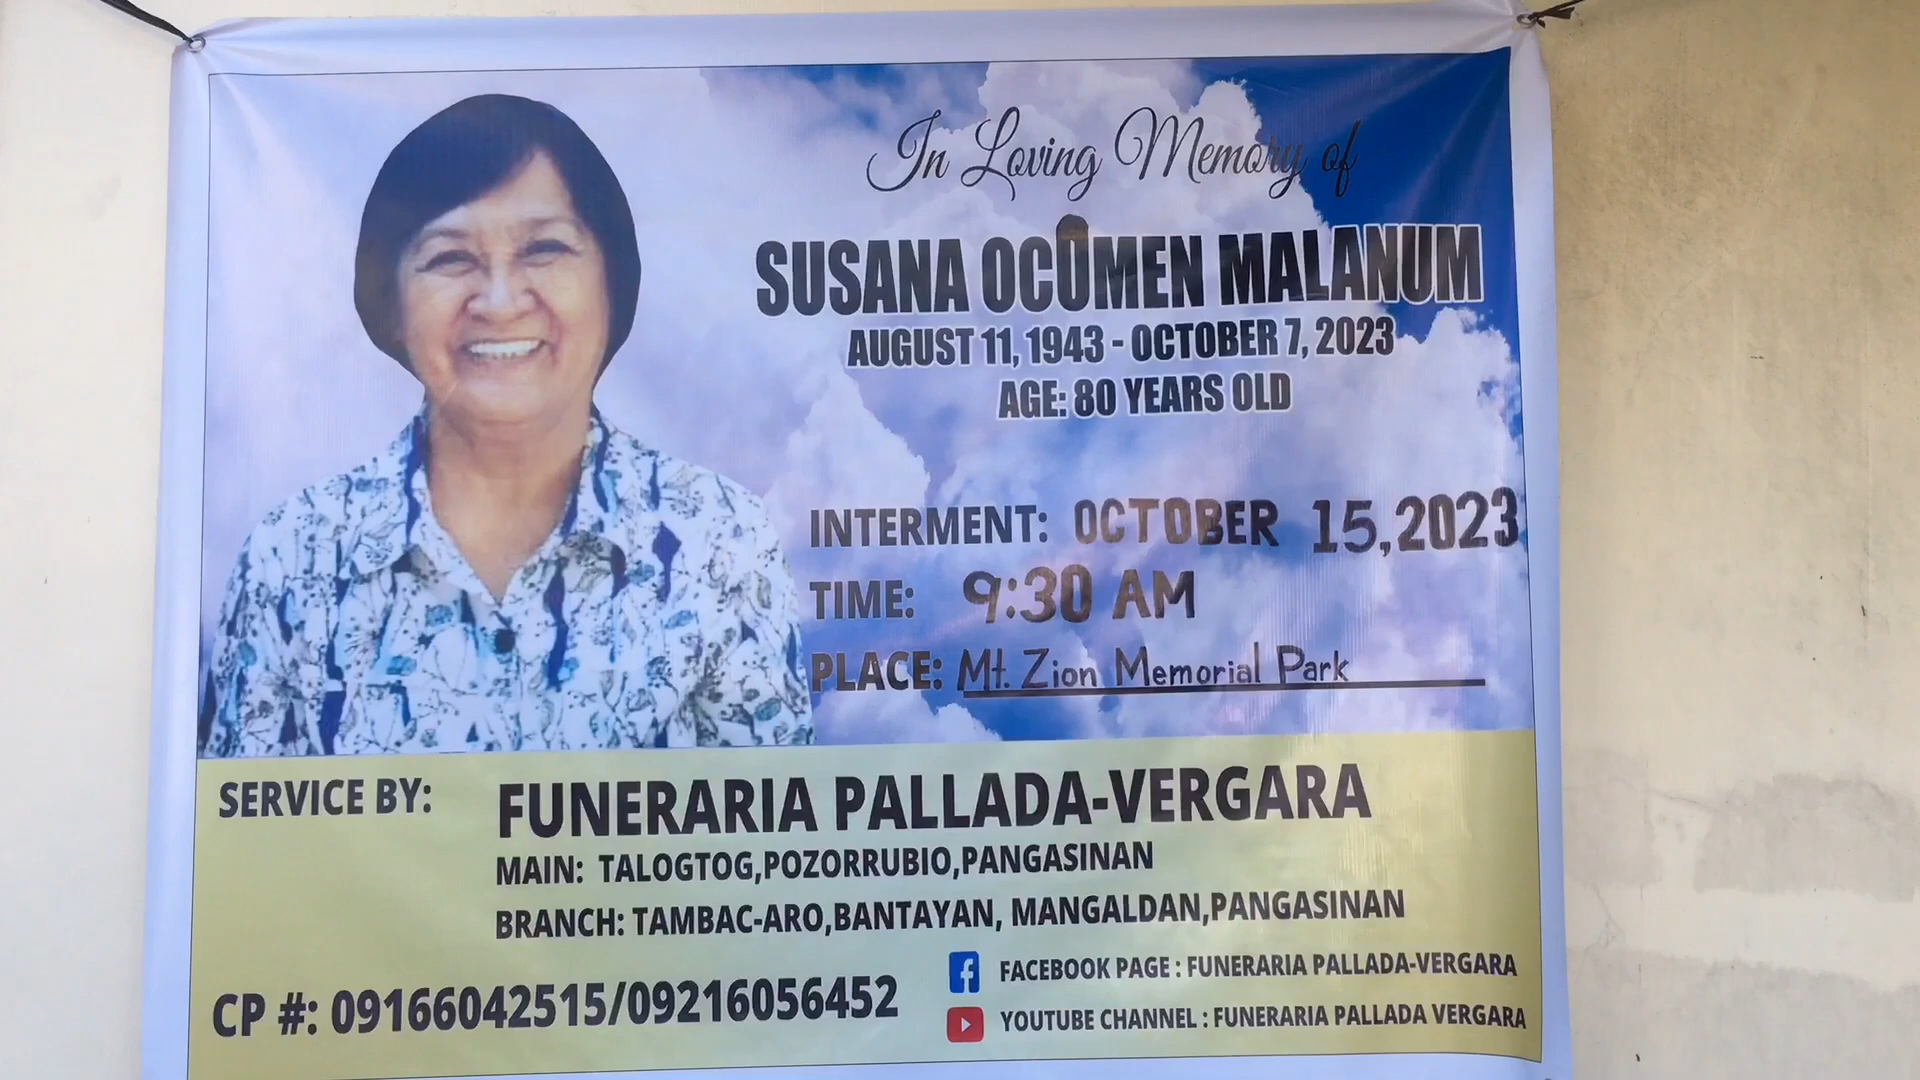 In Loving Memory of
SUSANA OCUMEN MALANUM
AUGUST 11, 1943 - OCTOBER 7, 2023
AGE: 80 YEARS OLD
INTERMENT: OCTOBER 15,2023
TIME: 9:30 AM
PLACE: Mt. Zion Memorial Park
SERVICE BY: FUNERARIA PALLADA-VERGARA
MAIN: TALOGTOG,POZORRUBIO,PANGASINAN
BRANCH: TAMBAC-ARO,BANTAYAN, MANGALDAN,PANGASINAN
CP #: 09166042515/09216056452
FACEBOOK PAGE : FUNERARIA PALLADA-VERGARA
YOUTUBE CHANNEL : FUNERARIA PALLADA VERGARA